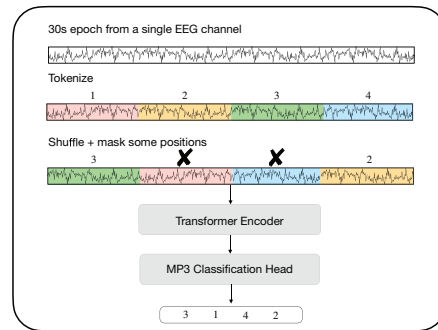 30s epoch from a single EEG channel
Tokenize
1 2 3 4
Shuffle + mask some positions
3 ✘ ✘ 2
Transformer Encoder
MP3 Classification Head
3 1 4 2